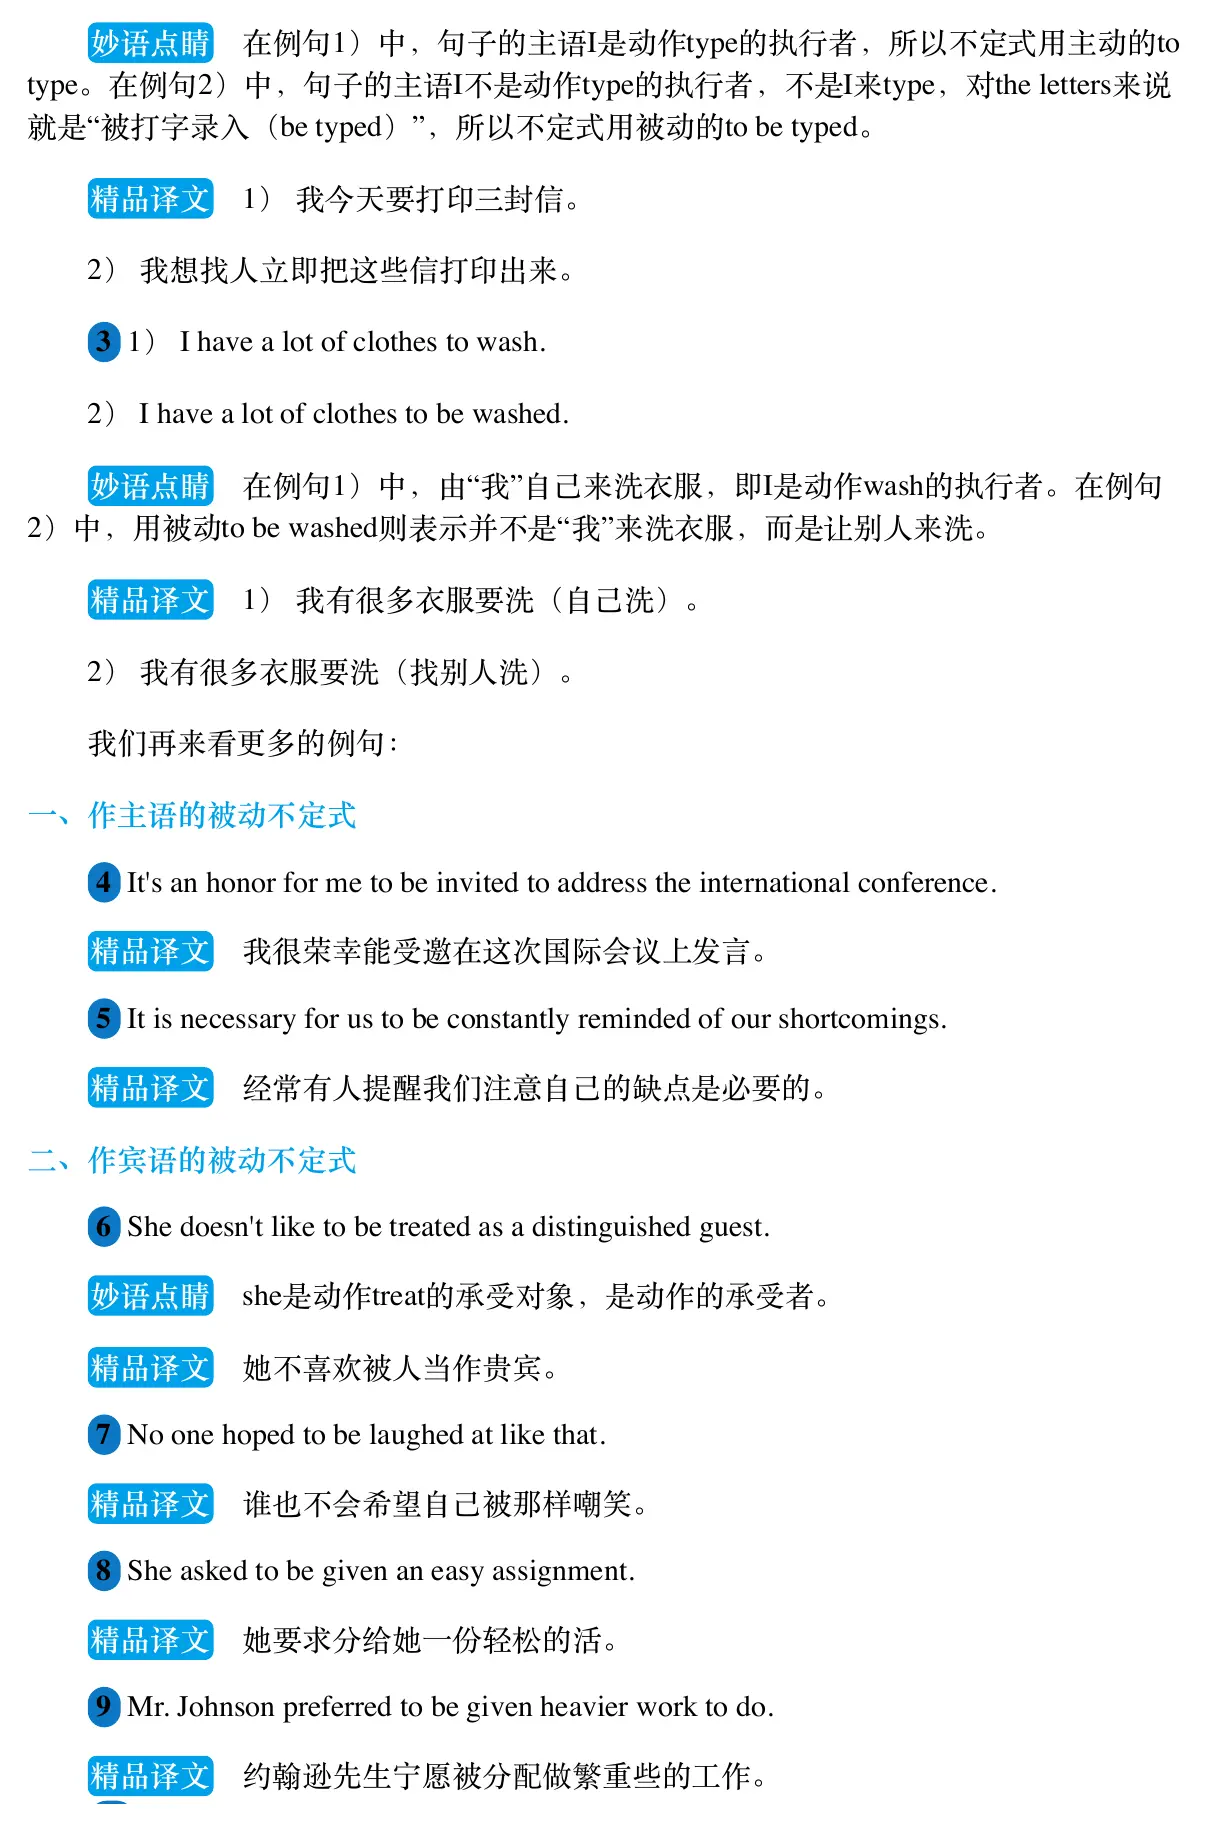 妙语点睛 在例句1）中，句子的主语I是动作type的执行者，所以不定式用主动的to
type。在例句2）中，句子的主语I不是动作type的执行者，不是I来type，对the letters来说
就是“被打字录入（be typed）”，所以不定式用被动的to be typed。
精品译文 1） 我今天要打印三封信。
2） 我想找人立即把这些信打印出来。
3 1） I have a lot of clothes to wash.
2） I have a lot of clothes to be washed.
妙语点睛 在例句1）中，由“我”自己来洗衣服，即I是动作wash的执行者。在例句
2）中，用被动to be washed则表示并不是“我”来洗衣服，而是让别人来洗。
精品译文 1） 我有很多衣服要洗（自己洗）。
2） 我有很多衣服要洗（找别人洗）。
我们再来看更多的例句：
一、作主语的被动不定式
4 It's an honor for me to be invited to address the international conference.
精品译文 我很荣幸能受邀在这次国际会议上发言。
5 It is necessary for us to be constantly reminded of our shortcomings.
精品译文 经常有人提醒我们注意自己的缺点是必要的。
二、作宾语的被动不定式
6 She doesn't like to be treated as a distinguished guest.
妙语点睛 she是动作treat的承受对象，是动作的承受者。
精品译文 她不喜欢被人当作贵宾。
7 No one hoped to be laughed at like that.
精品译文 谁也不会希望自己被那样嘲笑。
8 She asked to be given an easy assignment.
精品译文 她要求分给她一份轻松的活。
9 Mr. Johnson preferred to be given heavier work to do.
精品译文 约翰逊先生宁愿被分配做繁重些的工作。